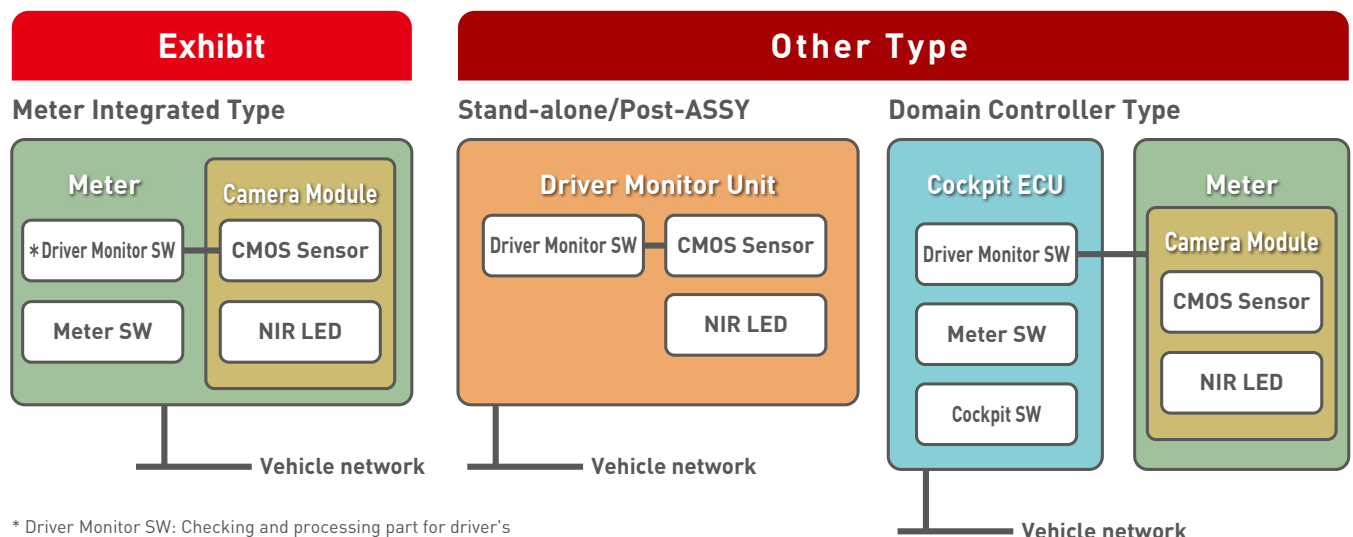 Exhibit
Other Type
Meter Integrated Type
Meter
Camera Module
*Driver Monitor SW
CMOS Sensor
Meter SW
NIR LED
Vehicle network
Stand-alone/Post-ASSY
Driver Monitor Unit
Driver Monitor SW
CMOS Sensor
NIR LED
Vehicle network
Domain Controller Type
Cockpit ECU
Driver Monitor SW
Meter SW
Cockpit SW
Meter
Camera Module
CMOS Sensor
NIR LED
Vehicle network
* Driver Monitor SW: Checking and processing part for driver's